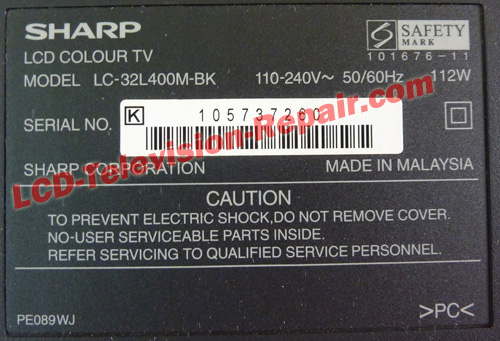 SHARP
LCD COLOUR TV
MODEL LC-32L400M-BK 110-240V~ 50/60Hz 112W
S SAFETY
MARK
101676-11
SERIAL NO. K 105737260
SHARP CORPORATION MADE IN MALAYSIA
LCD-Television-Repair.com
CAUTION
TO PREVENT ELECTRIC SHOCK,DO NOT REMOVE COVER.
NO-USER SERVICEABLE PARTS INSIDE.
REFER SERVICING TO QUALIFIED SERVICE PERSONNEL.
PE089WJ >PC<